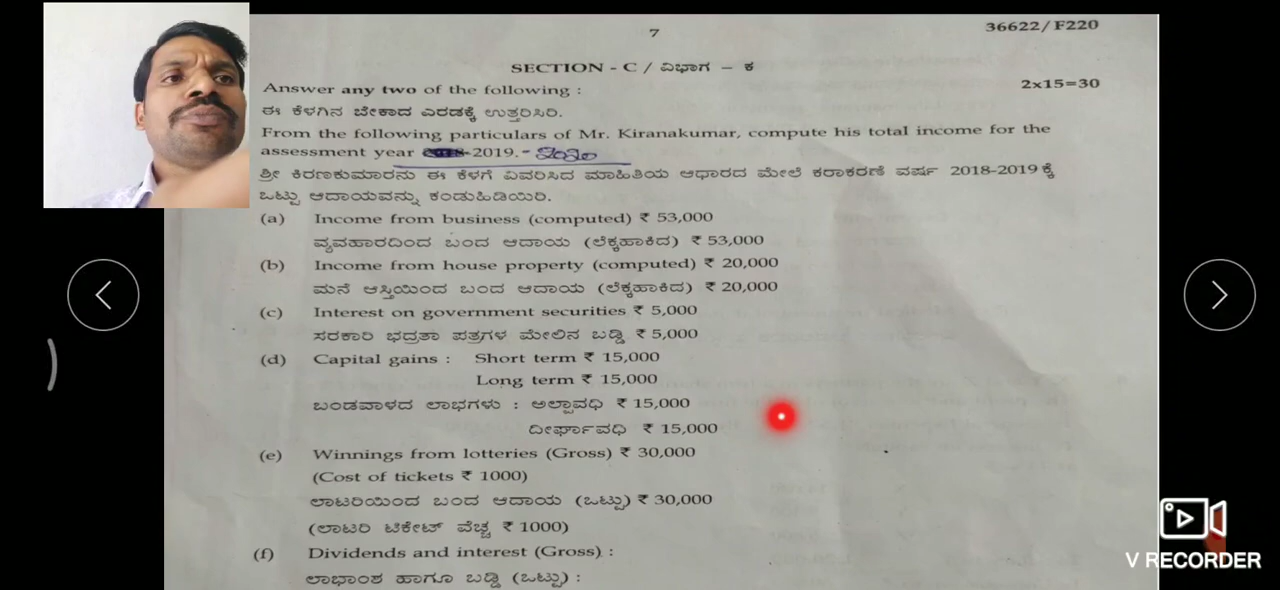 7
36622/F220
SECTION - C / ವಿಭಾಗ – ಕ
Answer any two of the following :
2x15=30
ಈ ಕೆಳಗಿನ ಬೇಕಾದ ಎರಡಕ್ಕೆ ಉತ್ತರಿಸಿರಿ.
From the following particulars of Mr. Kiranakumar, compute his total income for the
assessment year -2019.- 2020
ಶ್ರೀ ಕಿರಣಕುಮಾರನು ಈ ಕೆಳಗೆ ವಿವರಿಸಿದ ಮಾಹಿತಿಯ ಆಧಾರದ ಮೇಲೆ ಕರಾಕರಣೆ ವರ್ಷ 2018-2019ಕ್ಕೆ
ಒಟ್ಟು ಆದಾಯವನ್ನು ಕಂಡುಹಿಡಿಯಿರಿ.
(a) Income from business (computed) ₹ 53,000
ವ್ಯವಹಾರದಿಂದ ಬಂದ ಆದಾಯ (ಲೆಕ್ಕಹಾಕಿದ) ₹ 53,000
(b) Income from house property (computed) ₹ 20,000
ಮನೆ ಆಸ್ತಿಯಿಂದ ಬಂದ ಆದಾಯ (ಲೆಕ್ಕಹಾಕಿದ) ₹ 20,000
(c) Interest on government securities ₹ 5,000
ಸರಕಾರಿ ಭದ್ರತಾ ಪತ್ರಗಳ ಮೇಲಿನ ಬಡ್ಡಿ ₹ 5,000
(d) Capital gains : Short term ₹ 15,000
Long term ₹ 15,000
ಬಂಡವಾಳದ ಲಾಭಗಳು : ಅಲ್ಪಾವಧಿ ₹ 15,000
ದೀರ್ಘಾವಧಿ ₹ 15,000
(e) Winnings from lotteries (Gross) ₹ 30,000
(Cost of tickets ₹ 1000)
ಲಾಟರಿಯಿಂದ ಬಂದ ಆದಾಯ (ಒಟ್ಟು) ₹ 30,000
(ಲಾಟರಿ ಟಿಕೇಟ್ ವೆಚ್ಚ ₹ 1000)
(f) Dividends and interest (Gross) :
ಲಾಭಾಂಶ ಹಾಗೂ ಬಡ್ಡಿ (ಒಟ್ಟು) :
V RECORDER